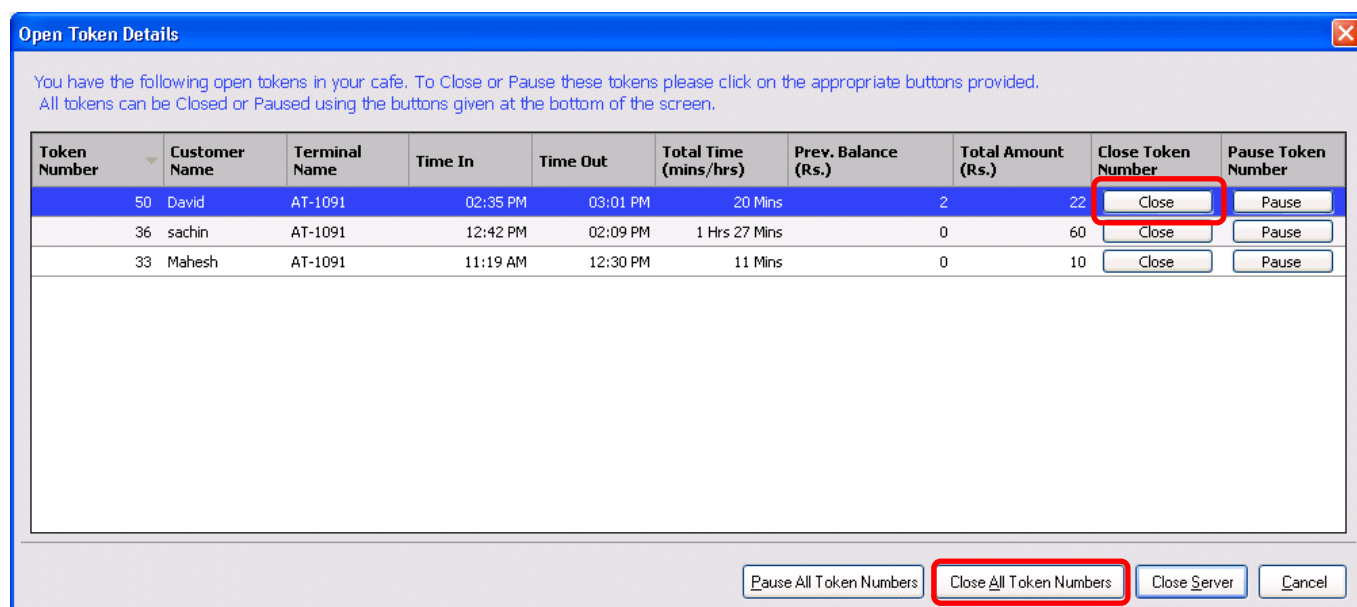 Open Token Details
You have the following open tokens in your cafe. To Close or Pause these tokens please click on the appropriate buttons provided.
All tokens can be Closed or Paused using the buttons given at the bottom of the screen.
Token Number Customer Name Terminal Name Time In Time Out Total Time (mins/hrs) Prev. Balance (Rs.) Total Amount (Rs.) Close Token Number Pause Token Number
50 David AT-1091 02:35 PM 03:01 PM 20 Mins 2 22 Close Pause
36 sachin AT-1091 12:42 PM 02:09 PM 1 Hrs 27 Mins 0 60 Close Pause
33 Mahesh AT-1091 11:19 AM 12:30 PM 11 Mins 0 10 Close Pause
Pause All Token Numbers Close All Token Numbers Close Server Cancel